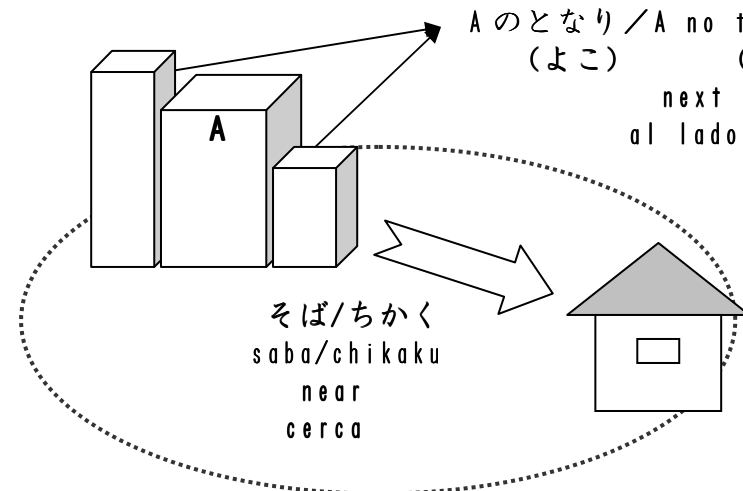 Aのとなり/A no t
(よこ) (
next
al lado
A
そば/ちかく
saba/chikaku
near
cerca